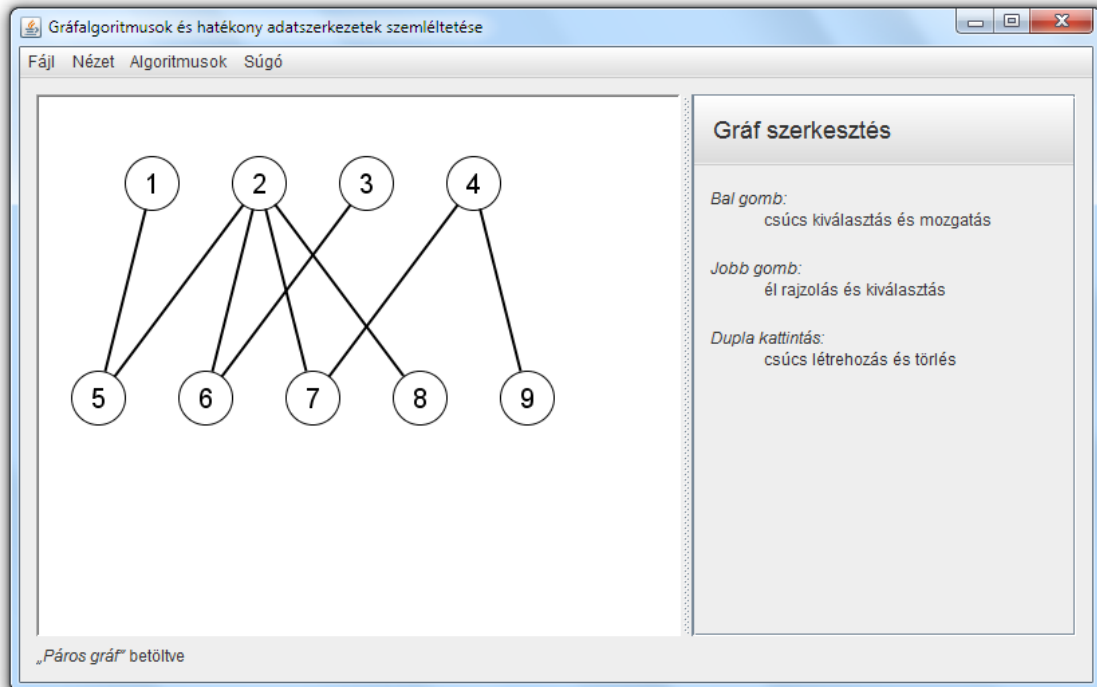 Gráfalgoritmusok és hatékony adatszerkezetek szemléltetése
Fájl Nézet Algoritmusok Súgó
1 2 3 4
5 6 7 8 9
Gráf szerkesztés
Bal gomb:
csúcs kiválasztás és mozgatás
Jobb gomb:
él rajzolás és kiválasztás
Dupla kattintás:
csúcs létrehozás és törlés
„Páros gráf” betöltve